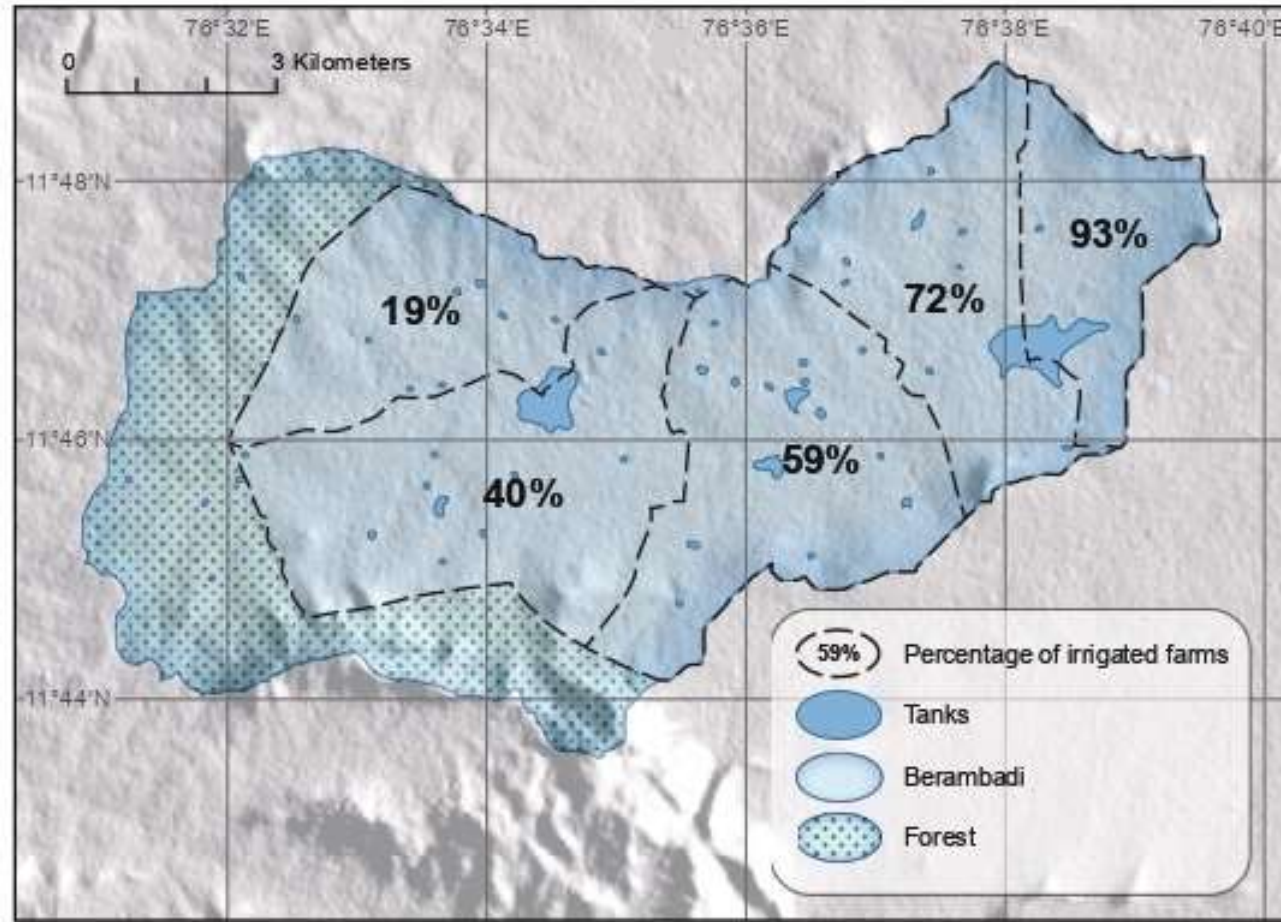 76°32'E 76°34'E 76°36'E 76°38'E 76°40'E
0 3 Kilometers
11°48'N
93%
72%
19%
11°46'N
59%
40%
59% Percentage of irrigated farms
Tanks
11°44'N
Berambadi
Forest